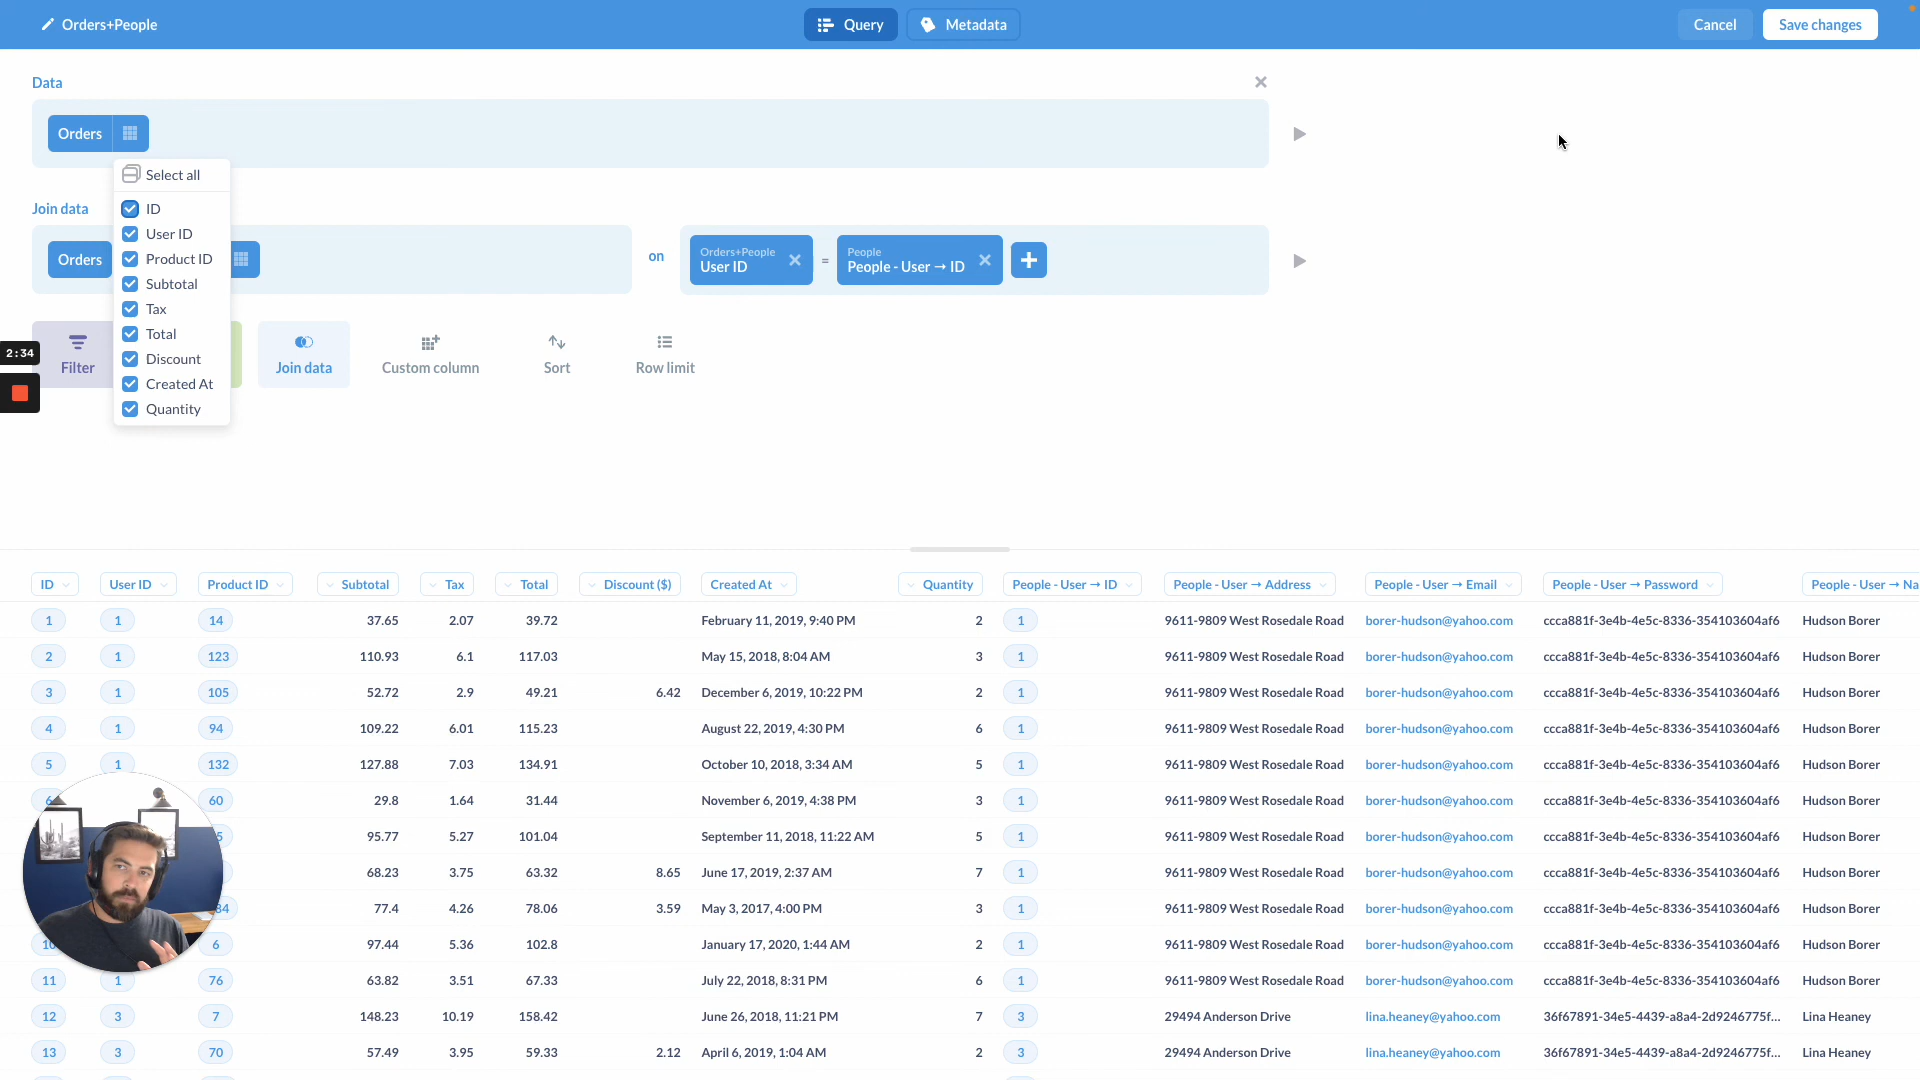 Orders+People
Query
Metadata
Cancel
Save changes
Data
Orders
Select all
ID
User ID
Product ID
Subtotal
Tax
Total
Discount
Created At
Quantity
Join data
Orders
on
Orders+People
User ID
=
People
People - User → ID
Filter
Join data
Custom column
Sort
Row limit
2:34
ID User ID Product ID Subtotal Tax Total Discount ($) Created At Quantity People - User → ID People - User → Address People - User → Email People - User → Password People - User → Na
1 1 14 37.65 2.07 39.72 February 11, 2019, 9:40 PM 2 1 9611-9809 West Rosedale Road borer-hudson@yahoo.com ccca881f-3e4b-4e5c-8336-354103604af6 Hudson Borer
2 1 123 110.93 6.1 117.03 May 15, 2018, 8:04 AM 3 1 9611-9809 West Rosedale Road borer-hudson@yahoo.com ccca881f-3e4b-4e5c-8336-354103604af6 Hudson Borer
3 1 105 52.72 2.9 49.21 6.42 December 6, 2019, 10:22 PM 2 1 9611-9809 West Rosedale Road borer-hudson@yahoo.com ccca881f-3e4b-4e5c-8336-354103604af6 Hudson Borer
4 1 94 109.22 6.01 115.23 August 22, 2019, 4:30 PM 6 1 9611-9809 West Rosedale Road borer-hudson@yahoo.com ccca881f-3e4b-4e5c-8336-354103604af6 Hudson Borer
5 1 132 127.88 7.03 134.91 October 10, 2018, 3:34 AM 5 1 9611-9809 West Rosedale Road borer-hudson@yahoo.com ccca881f-3e4b-4e5c-8336-354103604af6 Hudson Borer
6 60 29.8 1.64 31.44 November 6, 2019, 4:38 PM 3 1 9611-9809 West Rosedale Road borer-hudson@yahoo.com ccca881f-3e4b-4e5c-8336-354103604af6 Hudson Borer
95.77 5.27 101.04 September 11, 2018, 11:22 AM 5 1 9611-9809 West Rosedale Road borer-hudson@yahoo.com ccca881f-3e4b-4e5c-8336-354103604af6 Hudson Borer
68.23 3.75 63.32 8.65 June 17, 2019, 2:37 AM 7 1 9611-9809 West Rosedale Road borer-hudson@yahoo.com ccca881f-3e4b-4e5c-8336-354103604af6 Hudson Borer
77.4 4.26 78.06 3.59 May 3, 2017, 4:00 PM 3 1 9611-9809 West Rosedale Road borer-hudson@yahoo.com ccca881f-3e4b-4e5c-8336-354103604af6 Hudson Borer
10 6 97.44 5.36 102.8 January 17, 2020, 1:44 AM 2 1 9611-9809 West Rosedale Road borer-hudson@yahoo.com ccca881f-3e4b-4e5c-8336-354103604af6 Hudson Borer
11 1 76 63.82 3.51 67.33 July 22, 2018, 8:31 PM 6 1 9611-9809 West Rosedale Road borer-hudson@yahoo.com ccca881f-3e4b-4e5c-8336-354103604af6 Hudson Borer
12 3 7 148.23 10.19 158.42 June 26, 2018, 11:21 PM 7 3 29494 Anderson Drive lina.heaney@yahoo.com 36f67891-34e5-4439-a8a4-2d9246775f... Lina Heaney
13 3 70 57.49 3.95 59.33 2.12 April 6, 2019, 1:04 AM 2 3 29494 Anderson Drive lina.heaney@yahoo.com 36f67891-34e5-4439-a8a4-2d9246775f... Lina Heaney